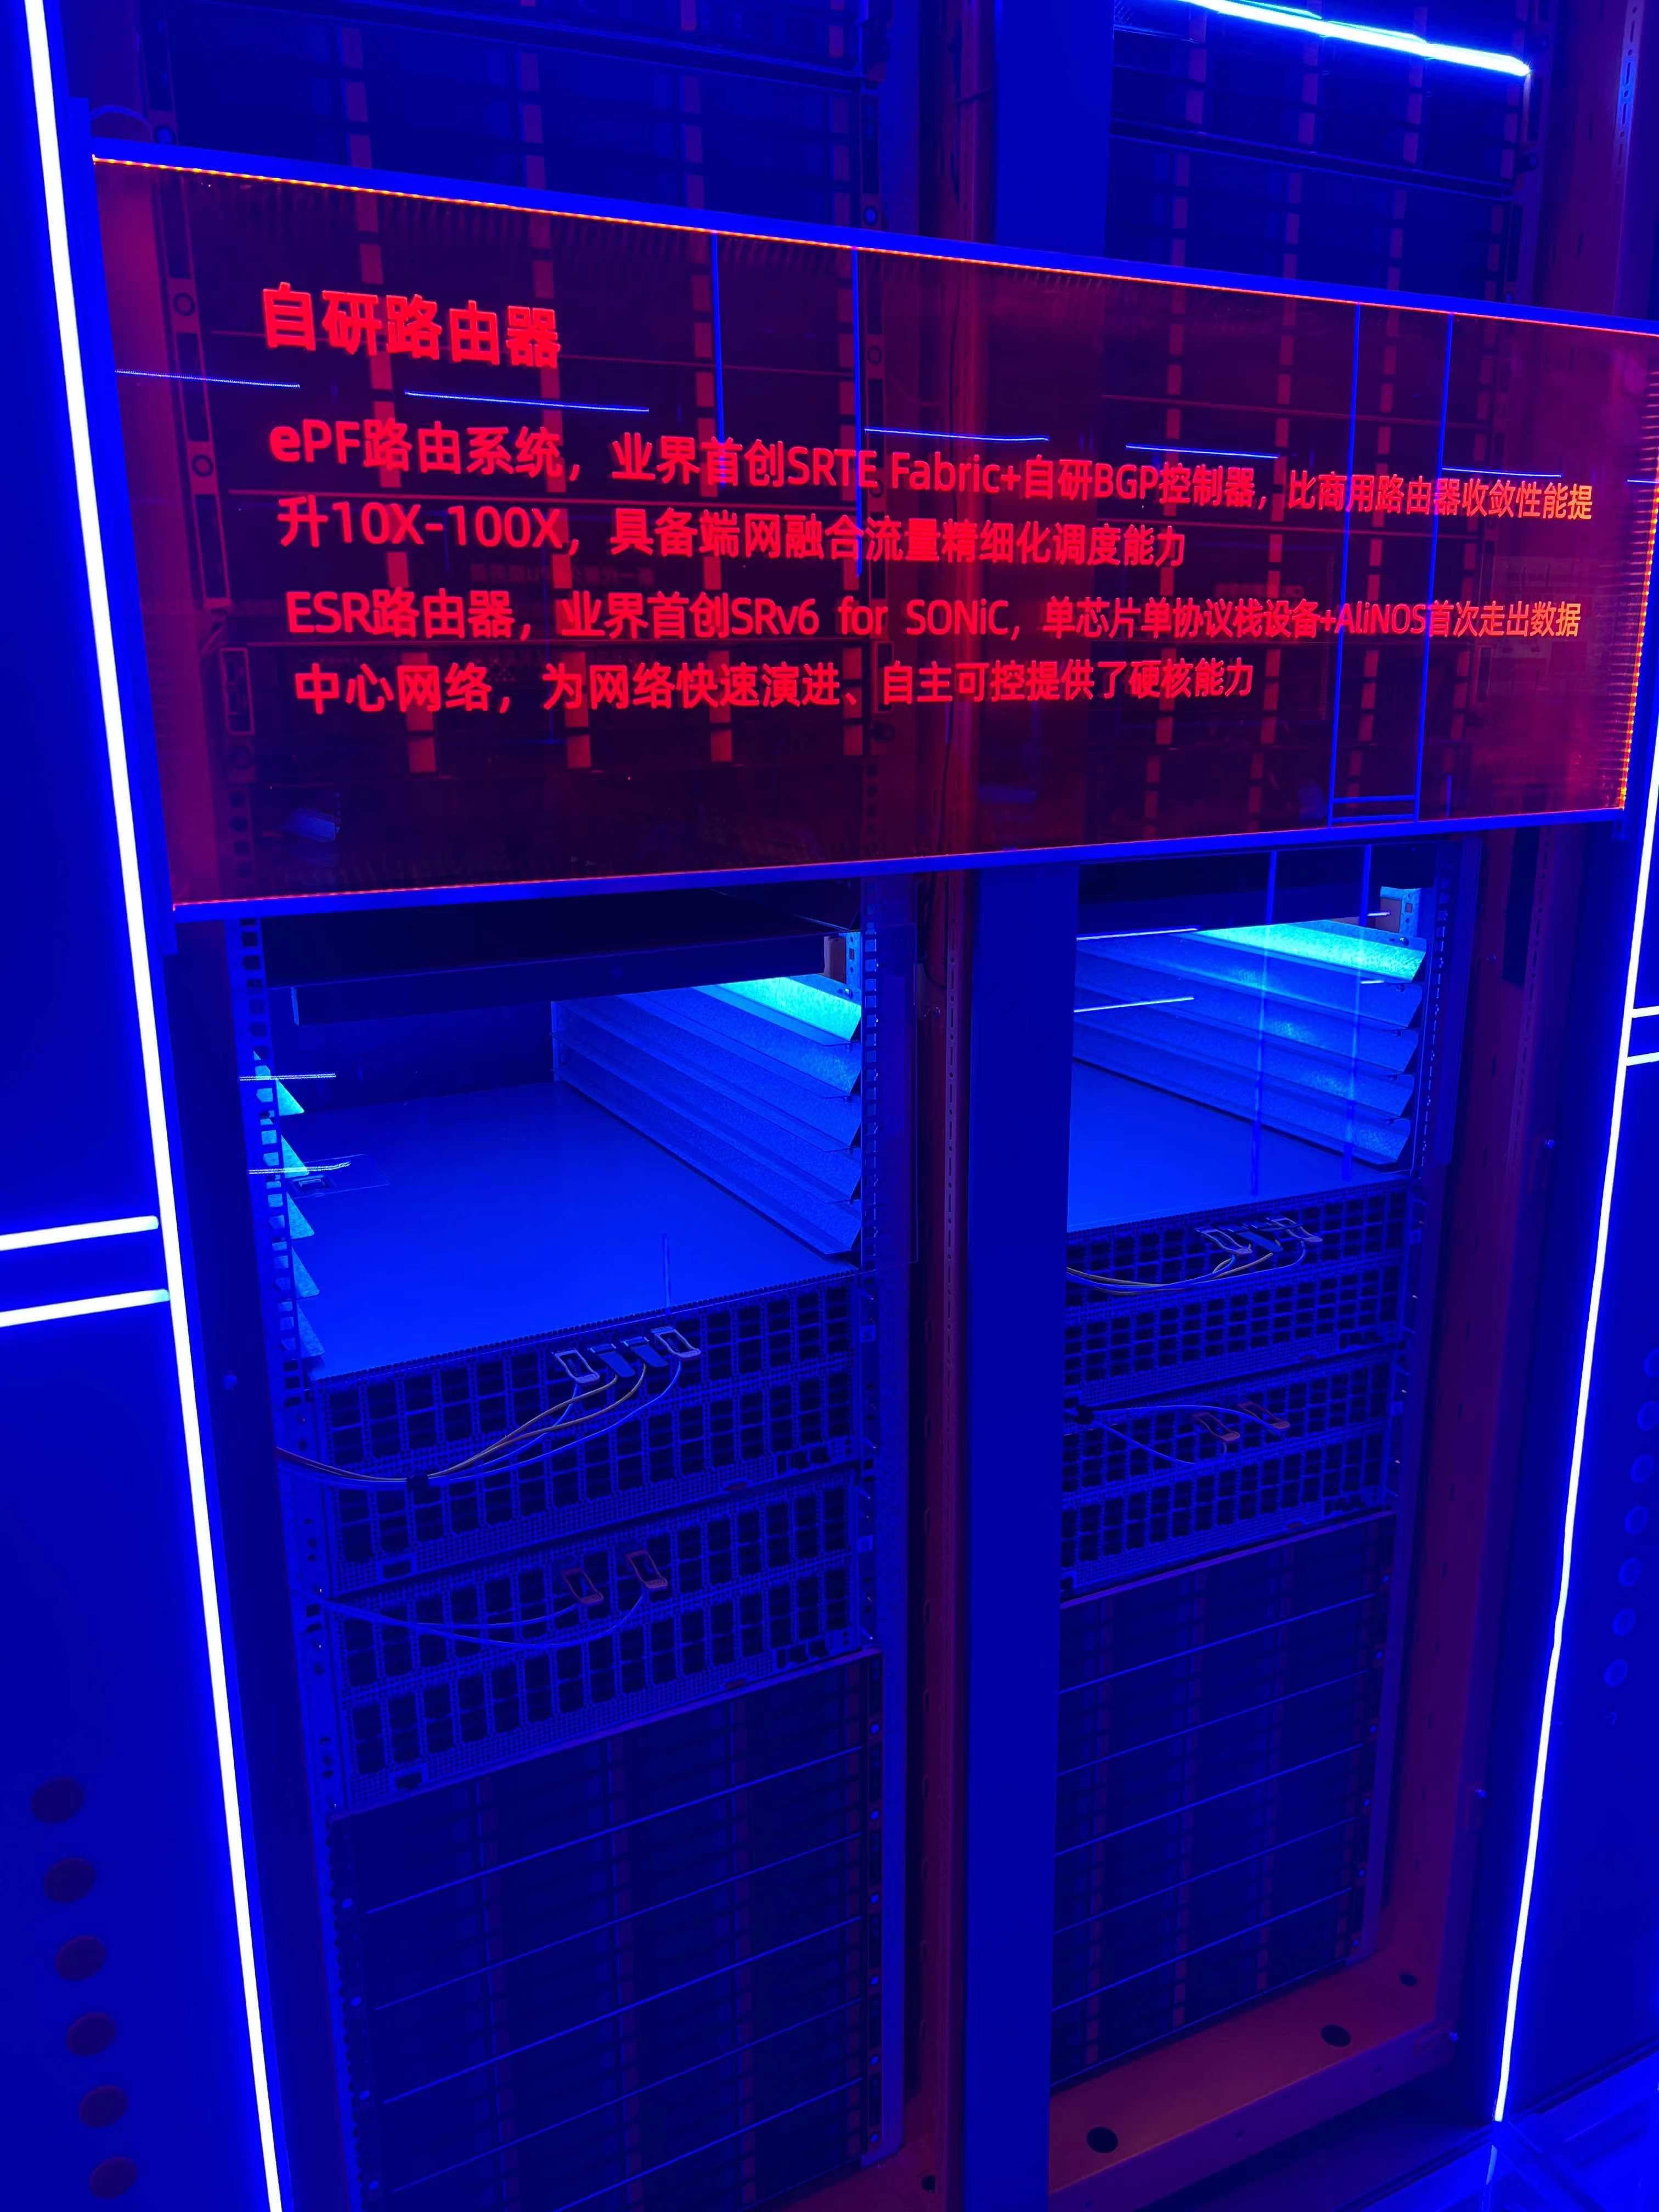 自研路由器
ePF路由系统，业界首创SRTE Fabric+自研BGP控制器，比商用路由器收敛性能提
升10X-100X，具备端网融合流量精细化调度能力
ESR路由器，业界首创SRv6 for SONiC，单芯片单协议栈设备+AliNOS首次走出数据
中心网络，为网络快速演进、自主可控提供了硬核能力